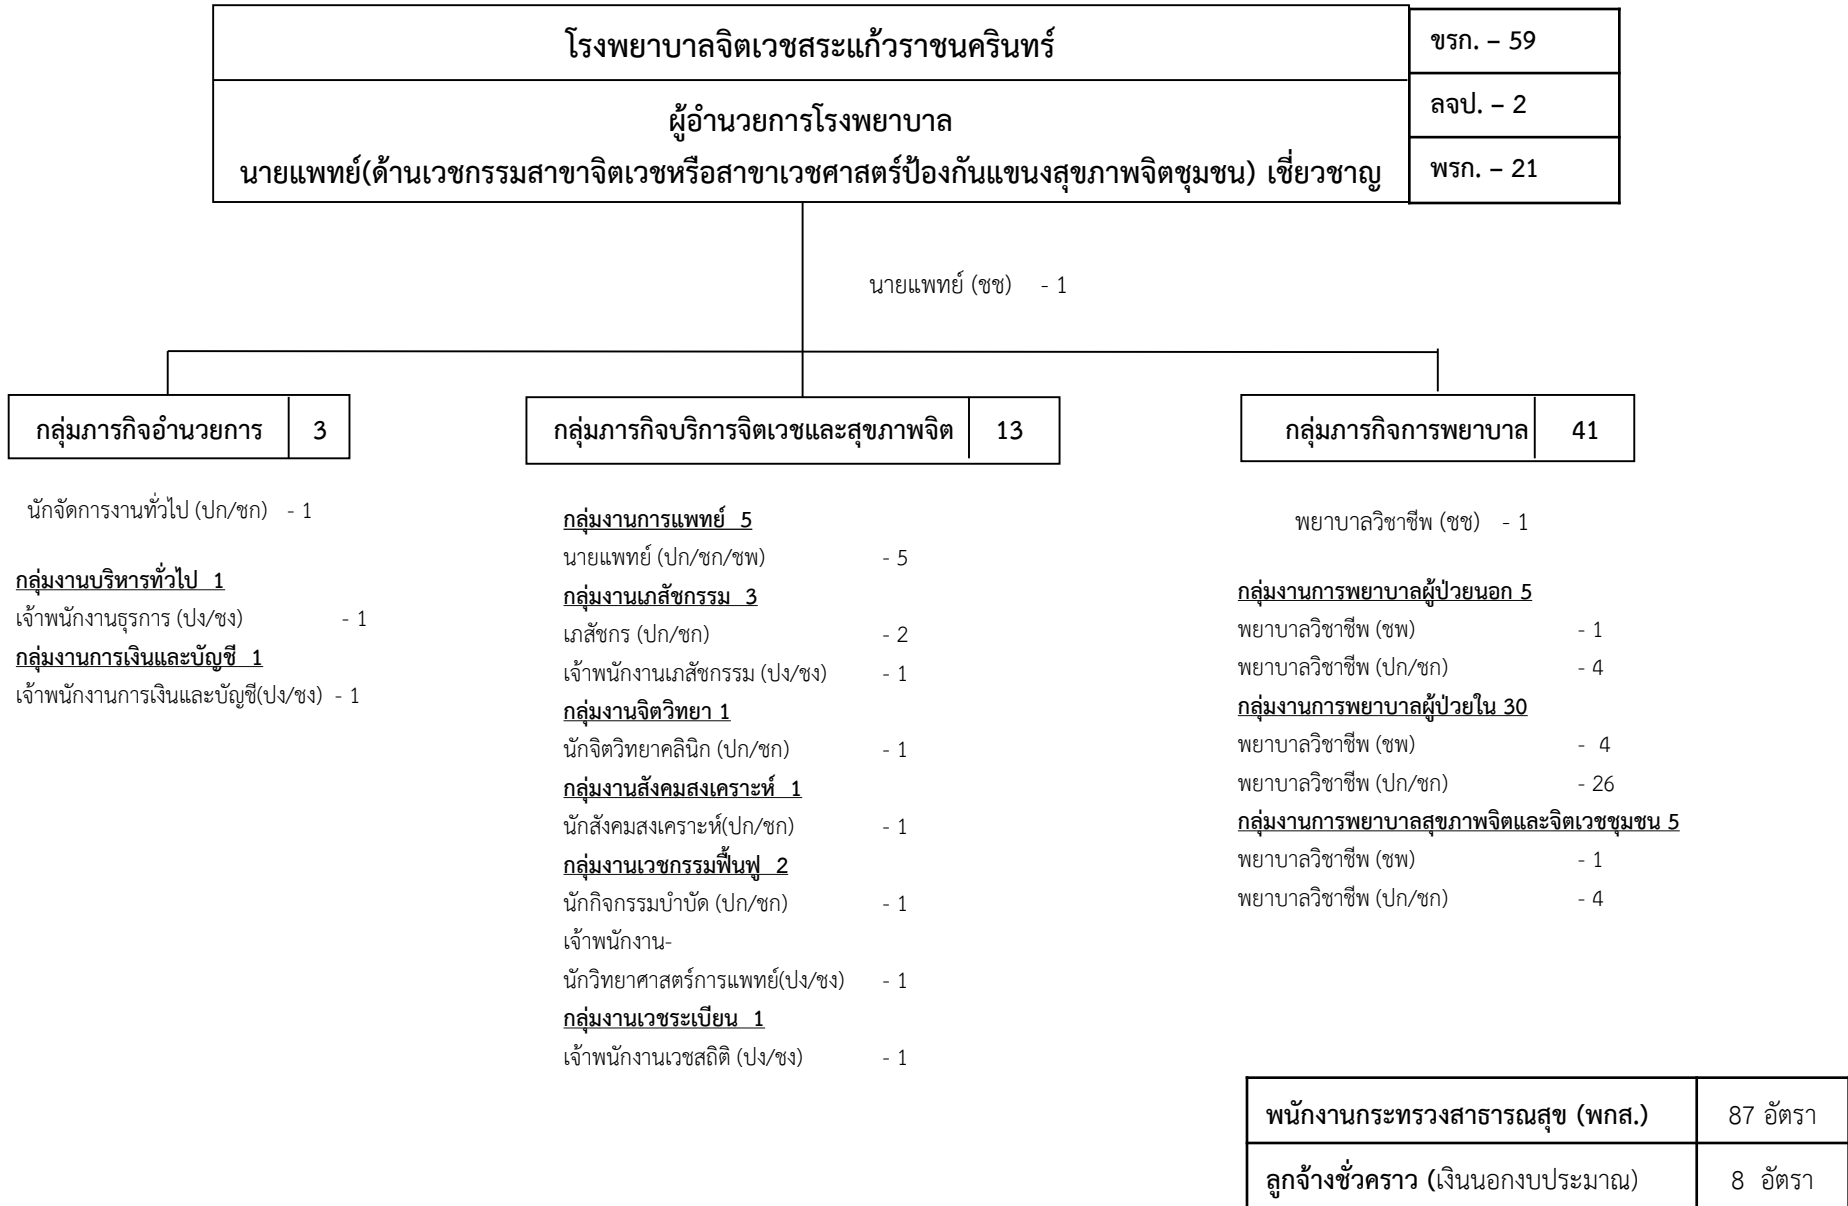 โรงพยาบาลจิตเวชสระแก้วราชนครินทร์
ผู้อำนวยการโรงพยาบาล
นายแพทย์(ด้านเวชกรรมสาขาจิตเวชหรือสาขาเวชศาสตร์ป้องกันแขนงสุขภาพจิตชุมชน) เชี่ยวชาญ
ขรก. – 59
ลจป. – 2
พรก. – 21
นายแพทย์ (ชช) - 1
กลุ่มภารกิจอำนวยการ 3
นักจัดการงานทั่วไป (ปก/ชก) - 1
กลุ่มงานบริหารทั่วไป 1
เจ้าพนักงานธุรการ (ปง/ชง) - 1
กลุ่มงานการเงินและบัญชี 1
เจ้าพนักงานการเงินและบัญชี(ปง/ชง) - 1
กลุ่มภารกิจบริการจิตเวชและสุขภาพจิต 13
กลุ่มงานการแพทย์ 5
นายแพทย์ (ปก/ชก/ชพ) - 5
กลุ่มงานเภสัชกรรม 3
เภสัชกร (ปก/ชก) - 2
เจ้าพนักงานเภสัชกรรม (ปง/ชง) - 1
กลุ่มงานจิตวิทยา 1
นักจิตวิทยาคลินิก (ปก/ชก) - 1
กลุ่มงานสังคมสงเคราะห์ 1
นักสังคมสงเคราะห์(ปก/ชก) - 1
กลุ่มงานเวชกรรมฟื้นฟู 2
นักกิจกรรมบำบัด (ปก/ชก) - 1
เจ้าพนักงาน-
นักวิทยาศาสตร์การแพทย์(ปง/ชง) - 1
กลุ่มงานเวชระเบียน 1
เจ้าพนักงานเวชสถิติ (ปง/ชง) - 1
กลุ่มภารกิจการพยาบาล 41
พยาบาลวิชาชีพ (ชช) - 1
กลุ่มงานการพยาบาลผู้ป่วยนอก 5
พยาบาลวิชาชีพ (ชพ) - 1
พยาบาลวิชาชีพ (ปก/ชก) - 4
กลุ่มงานการพยาบาลผู้ป่วยใน 30
พยาบาลวิชาชีพ (ชพ) - 4
พยาบาลวิชาชีพ (ปก/ชก) - 26
กลุ่มงานการพยาบาลสุขภาพจิตและจิตเวชชุมชน 5
พยาบาลวิชาชีพ (ชพ) - 1
พยาบาลวิชาชีพ (ปก/ชก) - 4
พนักงานกระทรวงสาธารณสุข (พกส.) 87 อัตรา
ลูกจ้างชั่วคราว (เงินนอกงบประมาณ) 8 อัตรา